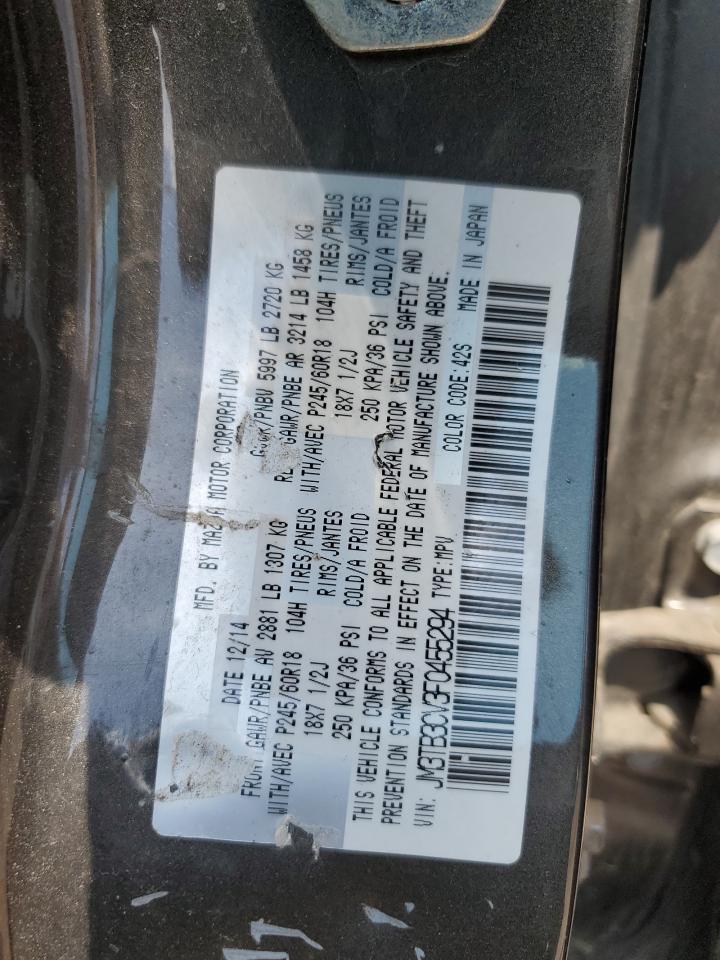 MFD. BY MAZDA MOTOR CORPORATION
DATE 12/14 GVWR/PNBV 5997 LB 2720 KG
FRONT GAWR/PNBE AV 2881 LB 1307 KG REAR GAWR/PNBE AR 3214 LB 1458 KG
WITH/AVEC P245/60R18 104H TIRES/PNEUS WITH/AVEC P245/60R18 104H TIRES/PNEUS
18X7 1/2J RIMS/JANTES 18X7 1/2J RIMS/JANTES
250 KPA/36 PSI COLD/A FROID 250 KPA/36 PSI COLD/A FROID
THIS VEHICLE CONFORMS TO ALL APPLICABLE FEDERAL MOTOR VEHICLE SAFETY AND THEFT
PREVENTION STANDARDS IN EFFECT ON THE DATE OF MANUFACTURE SHOWN ABOVE.
VIN: JM3TB3CV3F0455294 TYPE:MPV COLOR CODE:42S MADE IN JAPAN